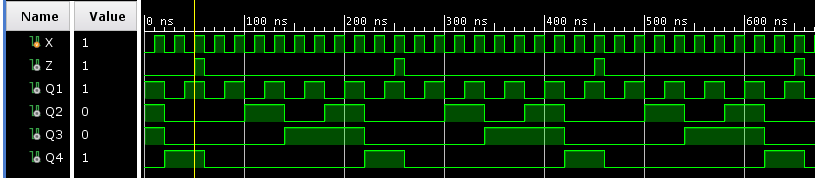 Name Value 0 ns 100 ns 200 ns 300 ns 400 ns 500 ns 600 ns
X 1
Z 1
Q1 1
Q2 0
Q3 0
Q4 1